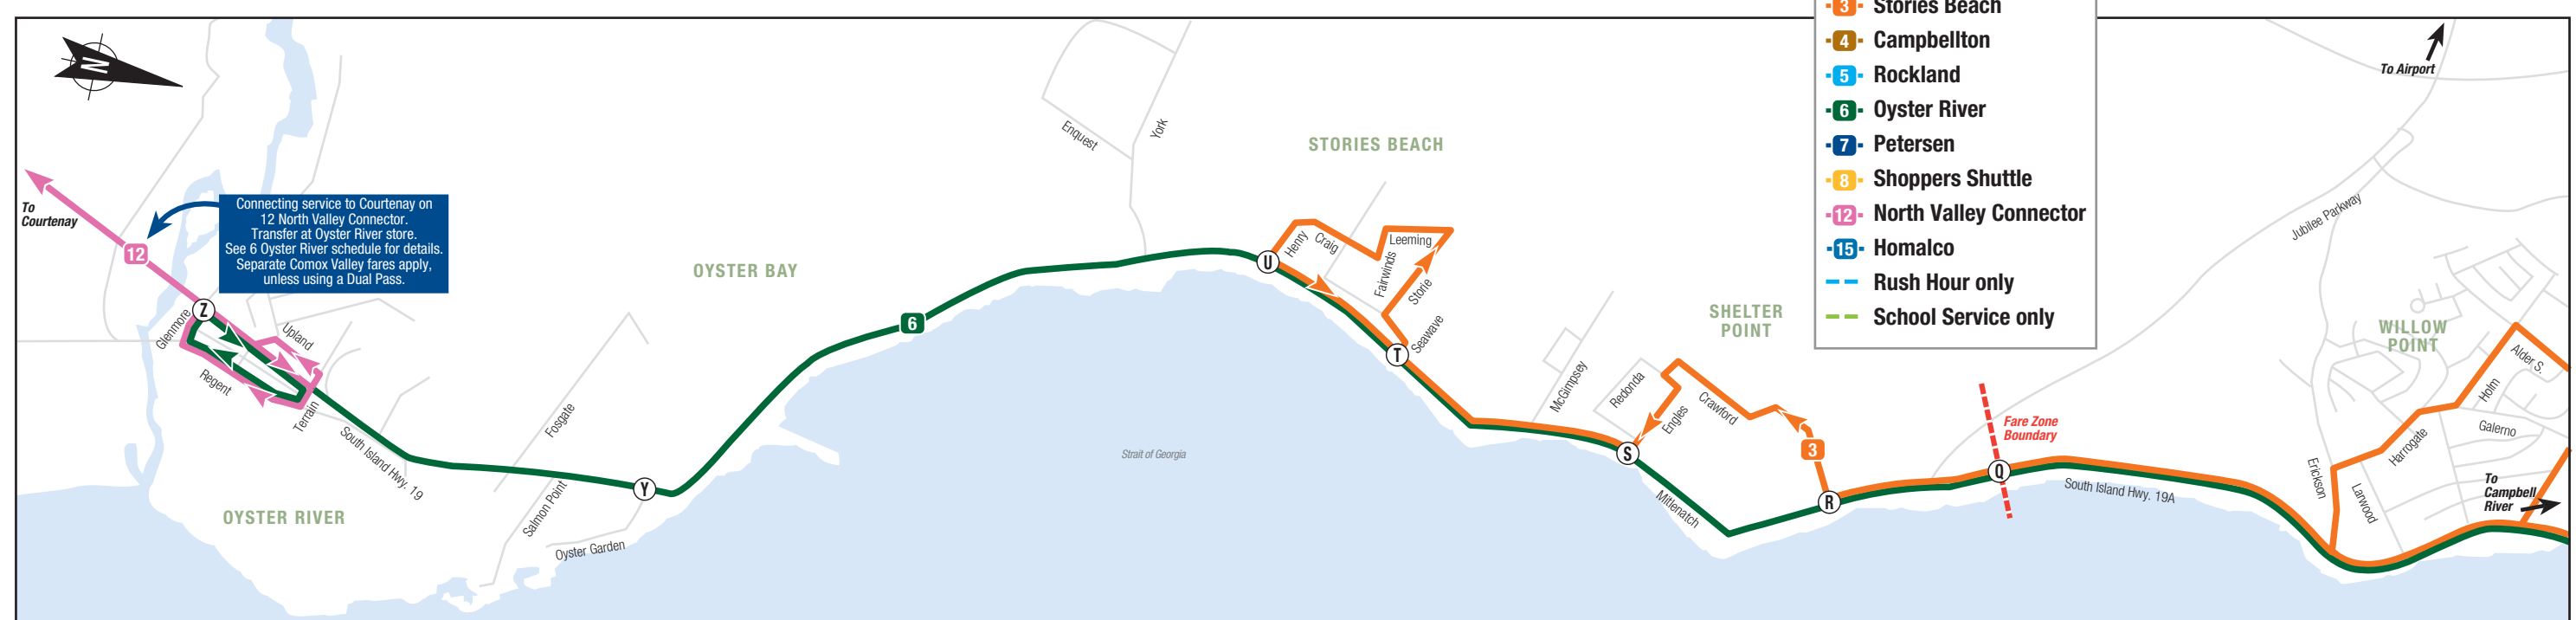 3 Stories Beach
4 Campbellton
5 Rockland
6 Oyster River
7 Petersen
8 Shoppers Shuttle
12 North Valley Connector
15 Homalco
Rush Hour only
School Service only
N
To
Courtenay
12
Connecting service to Courtenay on
12 North Valley Connector.
Transfer at Oyster River store.
See 6 Oyster River schedule for details.
Separate Comox Valley fares apply,
unless using a Dual Pass.
Z
Glenmore
Upland
Regent
Terrain
South Island Hwy. 19
OYSTER RIVER
Fosgate
Salmon Point
Oyster Garden
Y
OYSTER BAY
6
Enquest
York
STORIES BEACH
U
Henry
Craig
Leeming
Fairwinds
Storie
Seawave
T
Strait of Georgia
McGimpsey
Redonda
Engles
Crawford
S
Mitlenatch
SHELTER
POINT
3
R
Fare Zone
Boundary
Q
South Island Hwy. 19A
Jubilee Parkway
To Airport
WILLOW
POINT
Alder S.
Holm
Galerno
Harrogate
Erickson
Larwood
To
Campbell
River